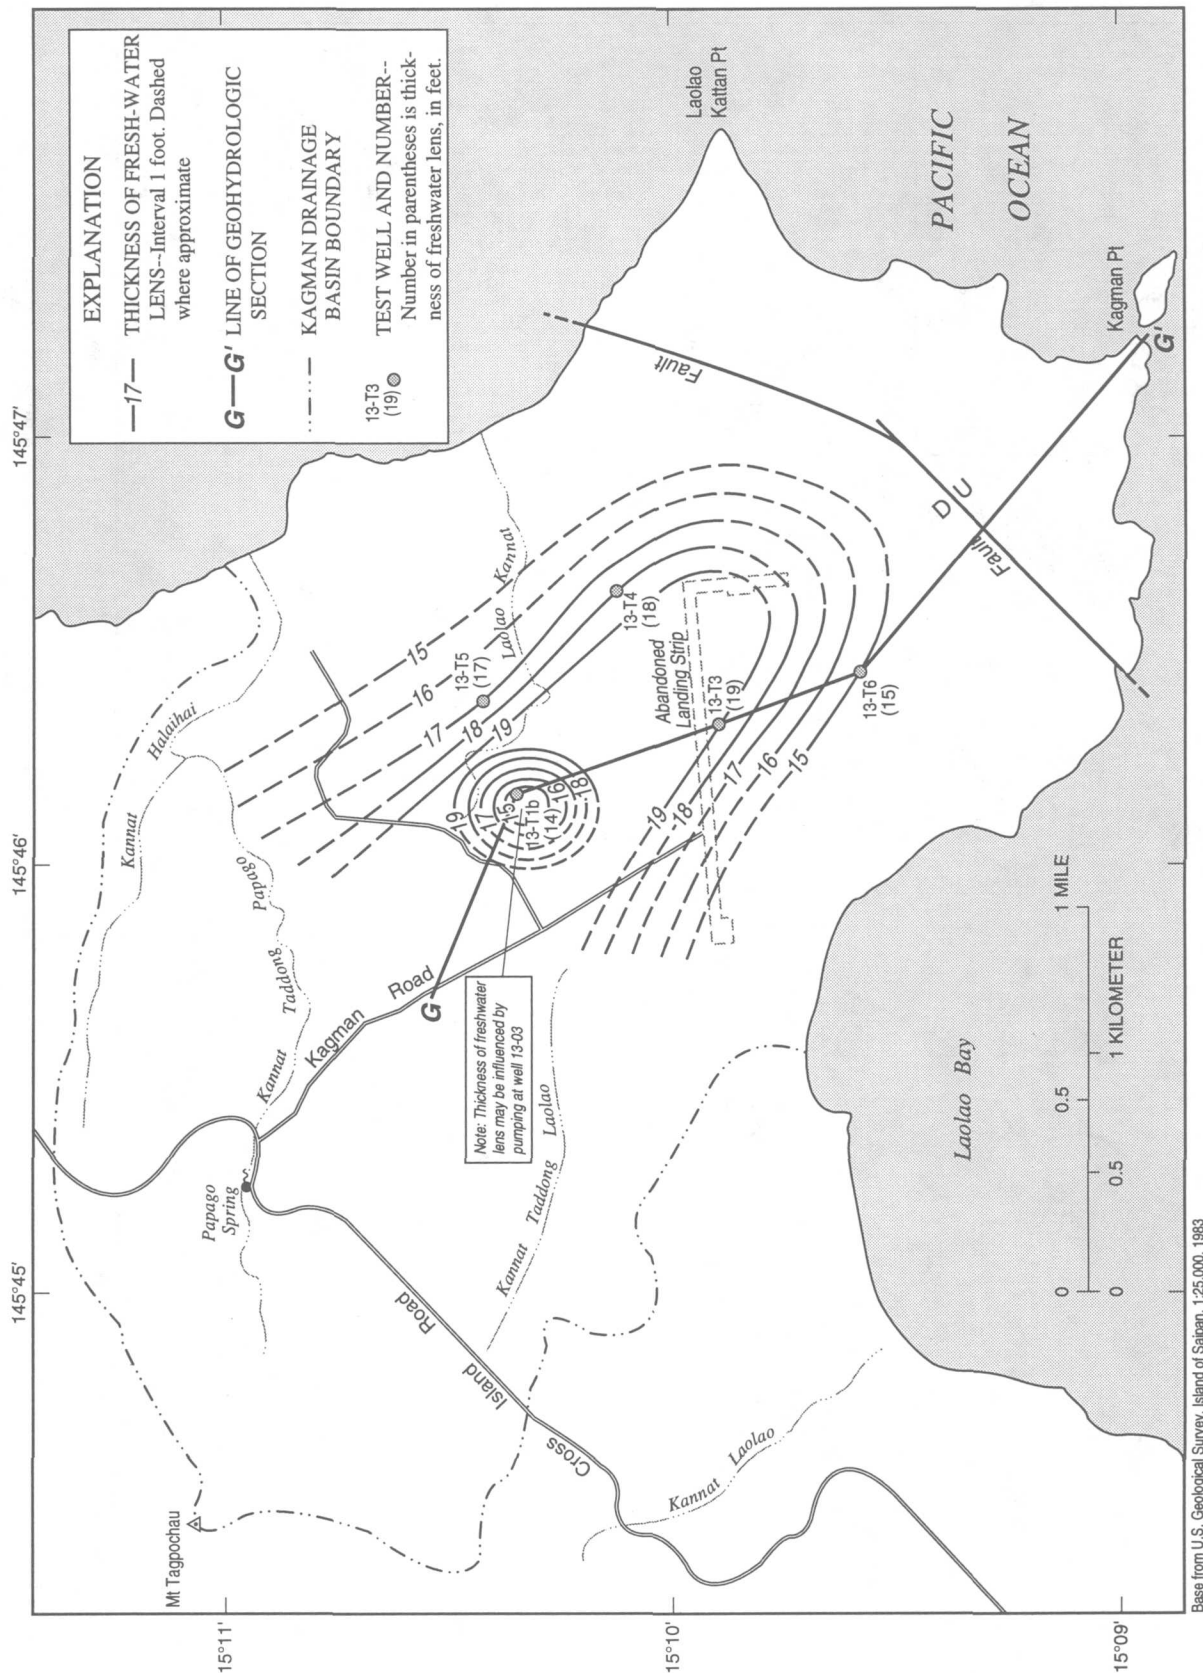 145°45'
145°46'
145°47'
15°11'
15°10'
15°09'
EXPLANATION
—17— THICKNESS OF FRESH-WATER
LENS--Interval 1 foot. Dashed
where approximate
G—G' LINE OF GEOHYDROLOGIC
SECTION
KAGMAN DRAINAGE
BASIN BOUNDARY
13-T3
(19)
TEST WELL AND NUMBER--
Number in parentheses is thick-
ness of freshwater lens, in feet.
Mt Tagpochau
Papago
Spring
Kannat
Halaihai
Kannat Taddong Papago
Kagman Road
Cross Island Road
Kannat Taddong Laolao
Kannat Laolao
Laolao Kannat
G
Note: Thickness of freshwater
lens may be influenced by
pumping at well 13-03
15
16
17
18
19
13-T5
(17)
13-T4
(18)
19
17
15
16
18
13-T1b
(14)
Abandoned
Landing Strip
13-T3
(19)
13-T6
(15)
19
18
17
16
15
Fault
Fault
D
U
G'
Laolao
Kattan Pt
Kagman Pt
PACIFIC
OCEAN
Laolao Bay
0 0.5 1 MILE
0 0.5 1 KILOMETER
Base from U.S. Geological Survey, Island of Saipan, 1:25,000, 1983